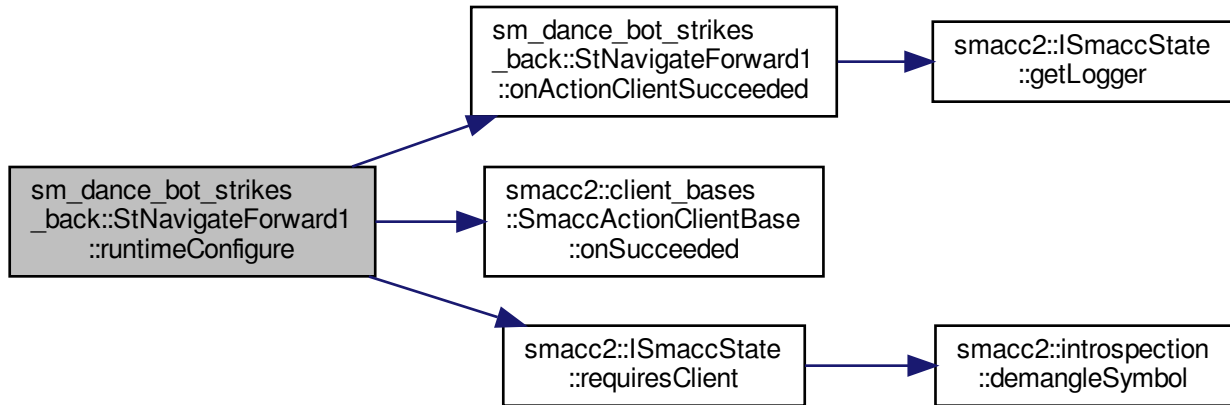 sm_dance_bot_strikes
_back::StNavigateForward1
::runtimeConfigure
sm_dance_bot_strikes
_back::StNavigateForward1
::onActionClientSucceeded
smacc2::ISmaccState
::getLogger
smacc2::client_bases
::SmaccActionClientBase
::onSucceeded
smacc2::ISmaccState
::requiresClient
smacc2::introspection
::demangleSymbol